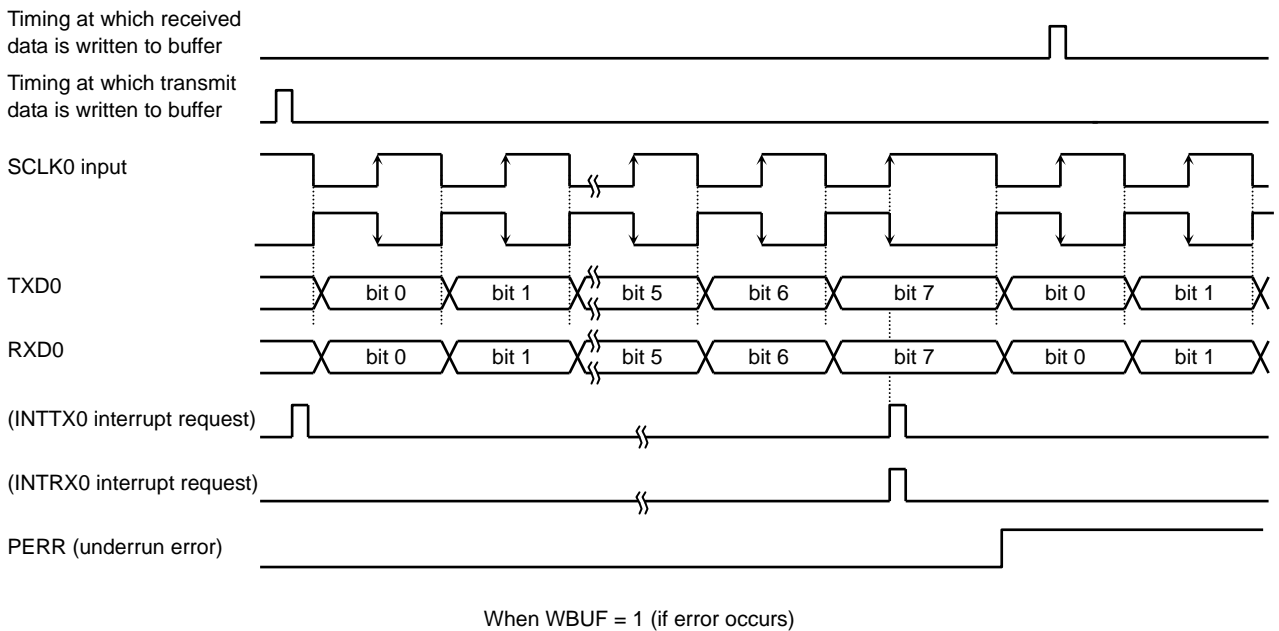 Timing at which received
data is written to buffer
Timing at which transmit
data is written to buffer
SCLK0 input
TXD0
bit 0 bit 1 bit 5 bit 6 bit 7 bit 0 bit 1
RXD0
bit 0 bit 1 bit 5 bit 6 bit 7 bit 0 bit 1
(INTTX0 interrupt request)
(INTRX0 interrupt request)
PERR (underrun error)
When WBUF = 1 (if error occurs)